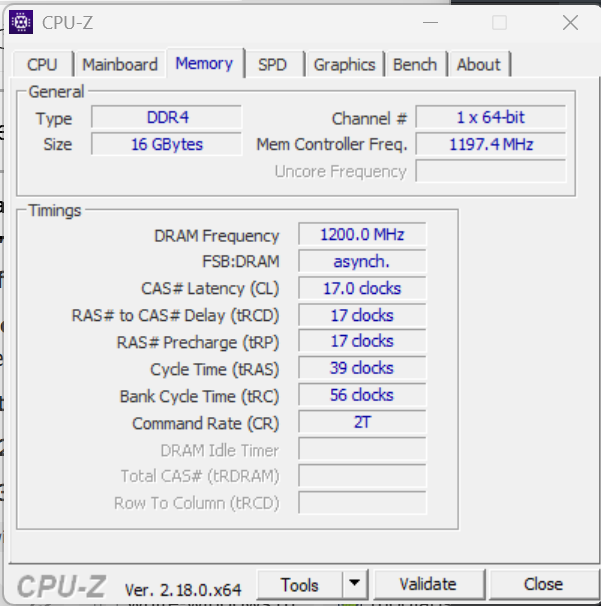 CPU-Z
CPU Mainboard Memory SPD Graphics Bench About
General
Type DDR4 Channel # 1 x 64-bit
Size 16 GBytes Mem Controller Freq. 1197.4 MHz
Uncore Frequency
Timings
DRAM Frequency 1200.0 MHz
FSB:DRAM asynch.
CAS# Latency (CL) 17.0 clocks
RAS# to CAS# Delay (tRCD) 17 clocks
RAS# Precharge (tRP) 17 clocks
Cycle Time (tRAS) 39 clocks
Bank Cycle Time (tRC) 56 clocks
Command Rate (CR) 2T
DRAM Idle Timer
Total CAS# (tRDRAM)
Row To Column (tRCD)
CPU-Z Ver. 2.18.0.x64 Tools Validate Close